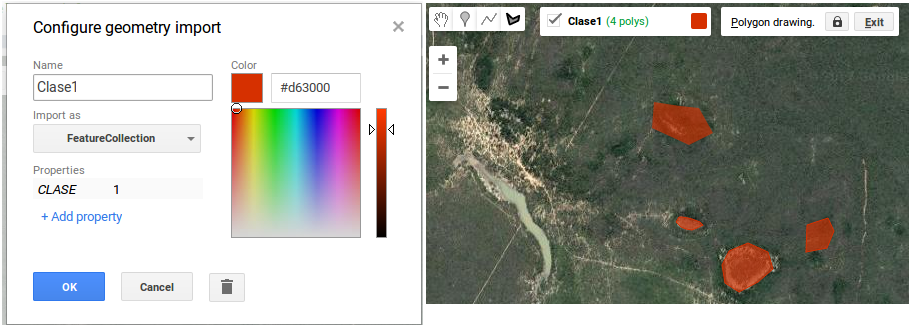 Configure geometry import
Name
Clase1
Import as
FeatureCollection
Properties
CLASE 1
+ Add property
OK
Cancel
Color
#d63000
Clase1 (4 polys)
Polygon drawing.
Exit